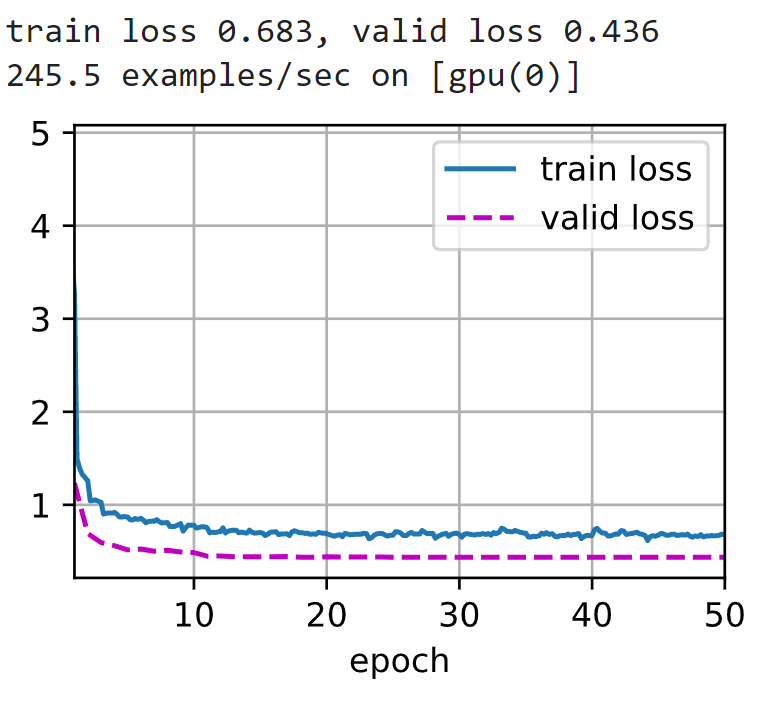 train loss 0.683, valid loss 0.436
245.5 examples/sec on [gpu(0)]
5
4
3
2
1
train loss
valid loss
10 20 30 40 50
epoch